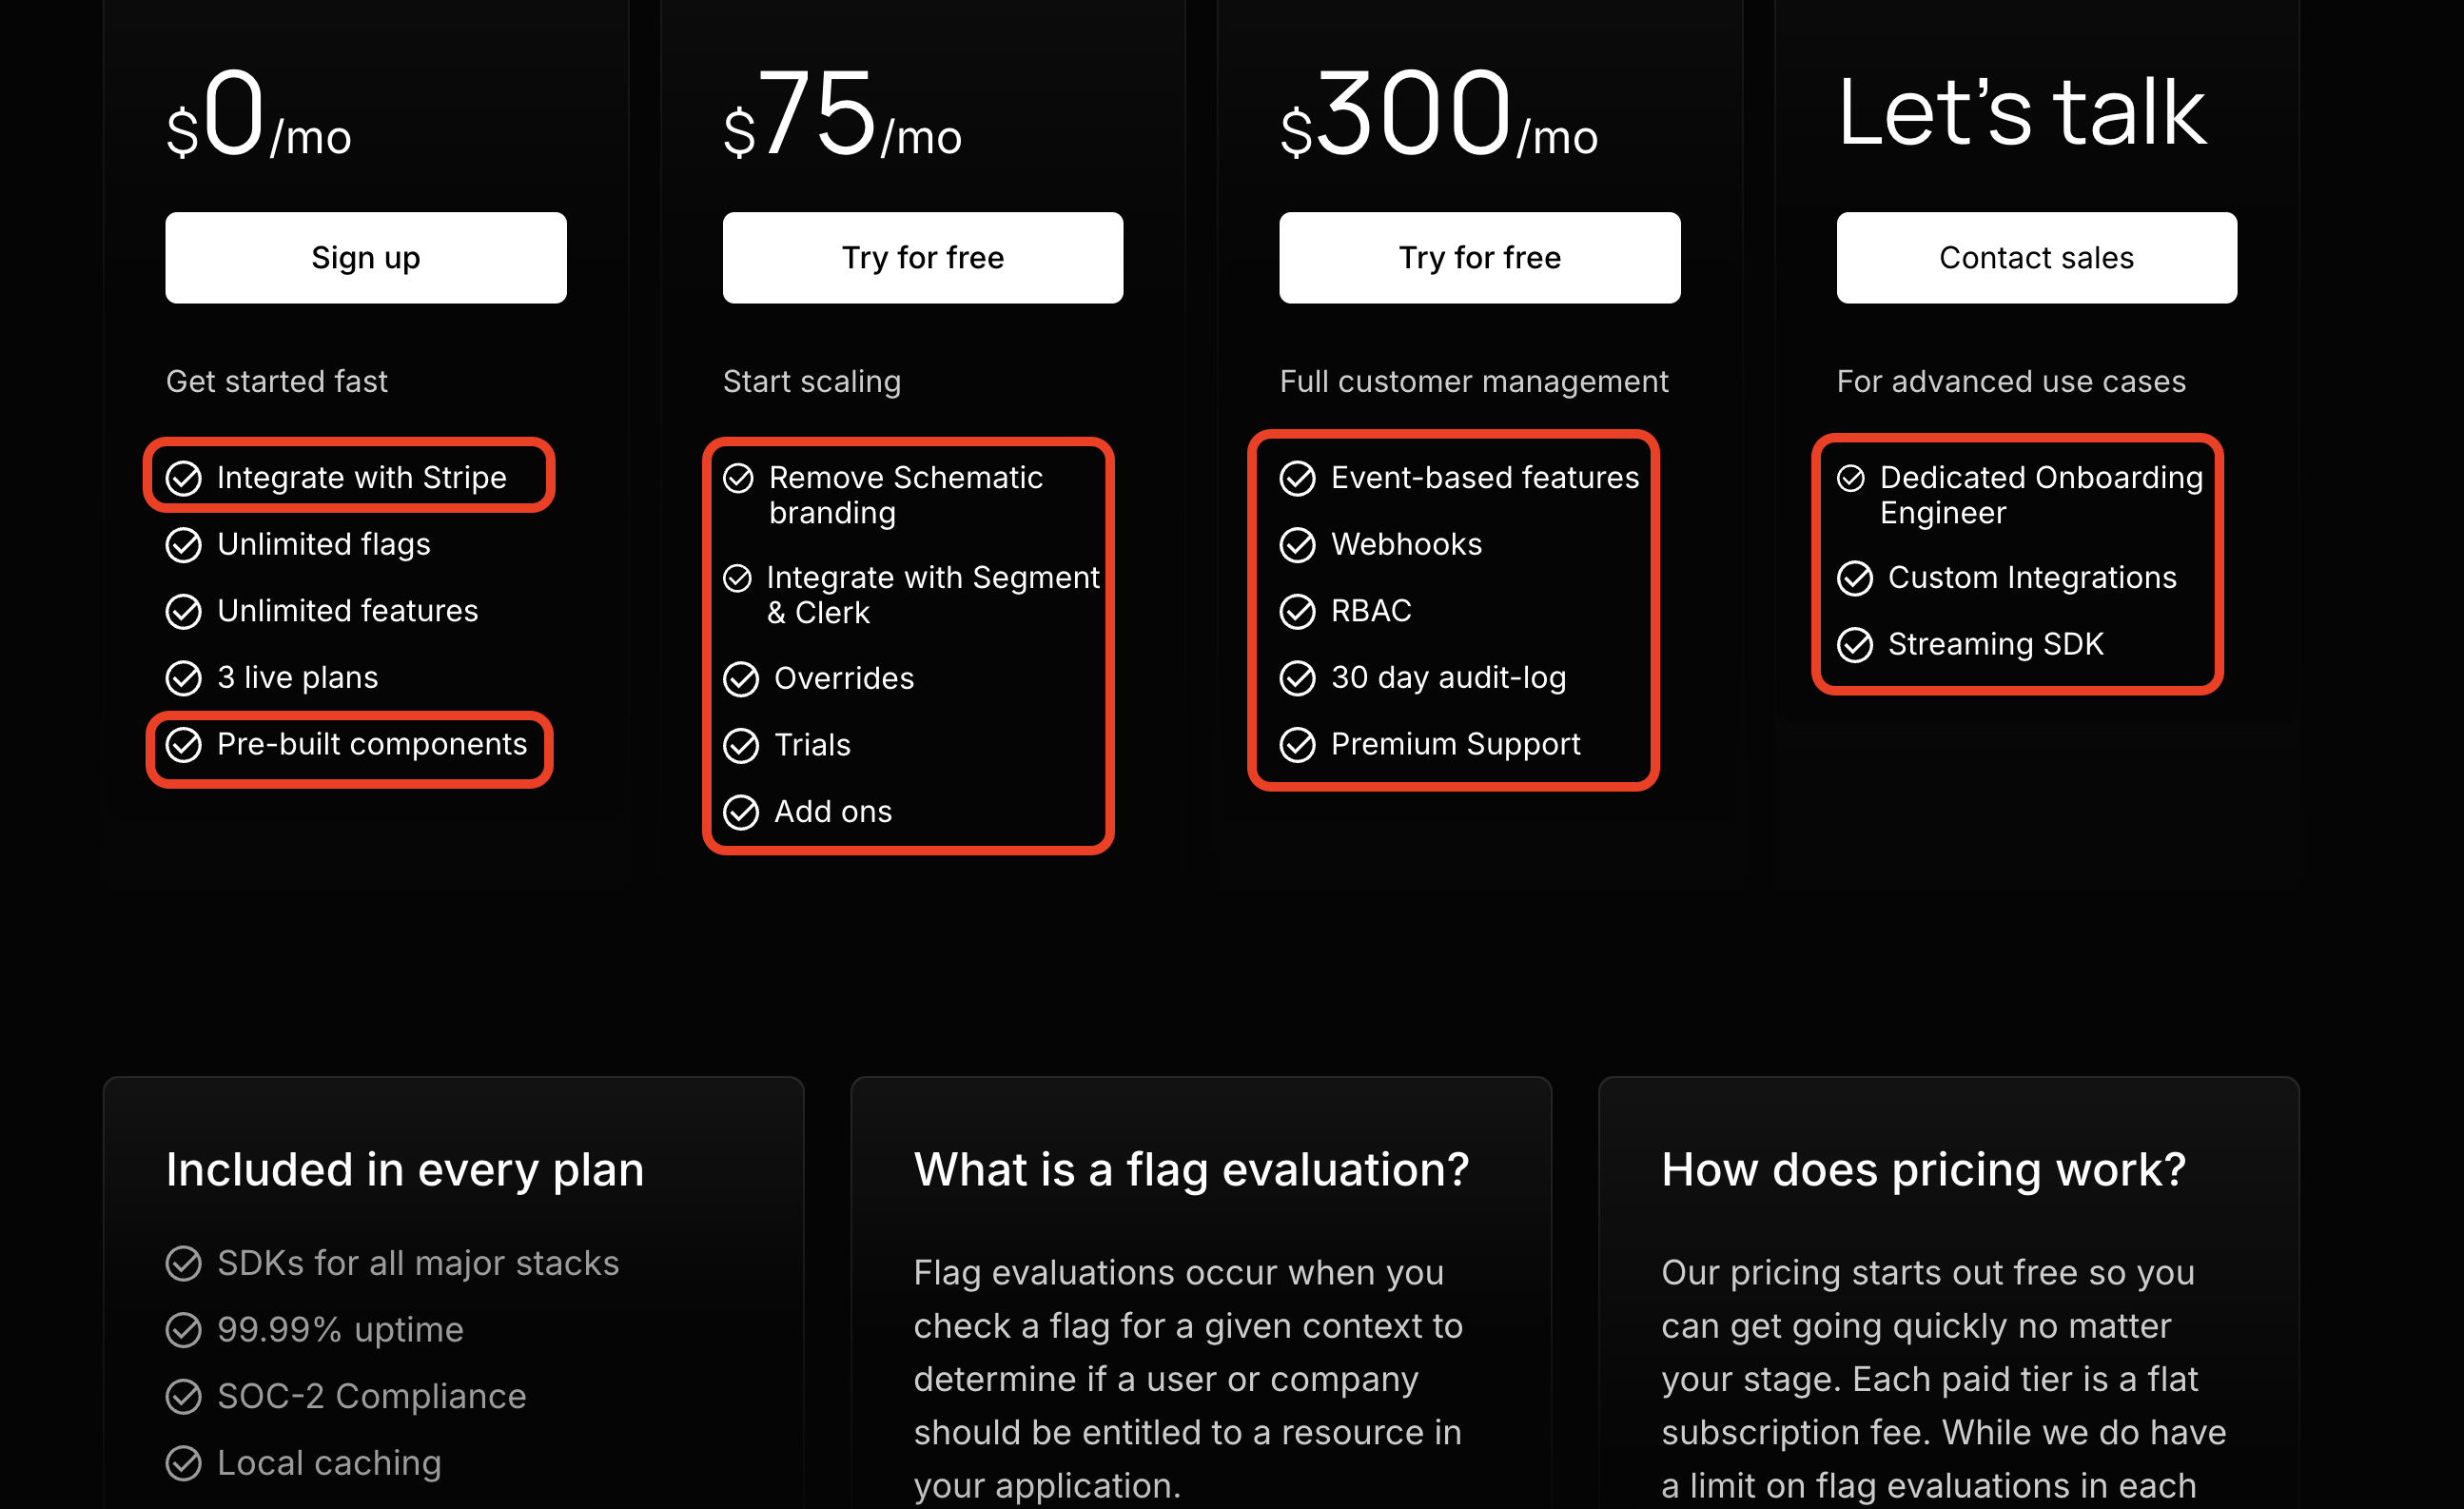 $0/mo
Sign up
Get started fast
Integrate with Stripe
Unlimited flags
Unlimited features
3 live plans
Pre-built components
$75/mo
Try for free
Start scaling
Remove Schematic
branding
Integrate with Segment
& Clerk
Overrides
Trials
Add ons
$300/mo
Try for free
Full customer management
Event-based features
Webhooks
RBAC
30 day audit-log
Premium Support
Let’s talk
Contact sales
For advanced use cases
Dedicated Onboarding
Engineer
Custom Integrations
Streaming SDK
Included in every plan
SDKs for all major stacks
99.99% uptime
SOC-2 Compliance
Local caching
What is a flag evaluation?
Flag evaluations occur when you
check a flag for a given context to
determine if a user or company
should be entitled to a resource in
your application.
How does pricing work?
Our pricing starts out free so you
can get going quickly no matter
your stage. Each paid tier is a flat
subscription fee. While we do have
a limit on flag evaluations in each